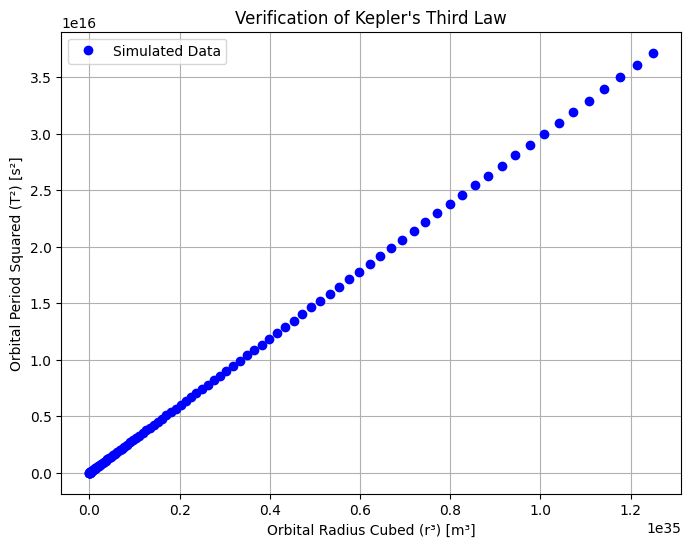 Verification of Kepler's Third Law
1e16
Simulated Data
3.5
3.0
2.5
2.0
1.5
1.0
0.5
0.0
Orbital Period Squared (T²) [s²]
0.0 0.2 0.4 0.6 0.8 1.0 1.2
1e35
Orbital Radius Cubed (r³) [m³]